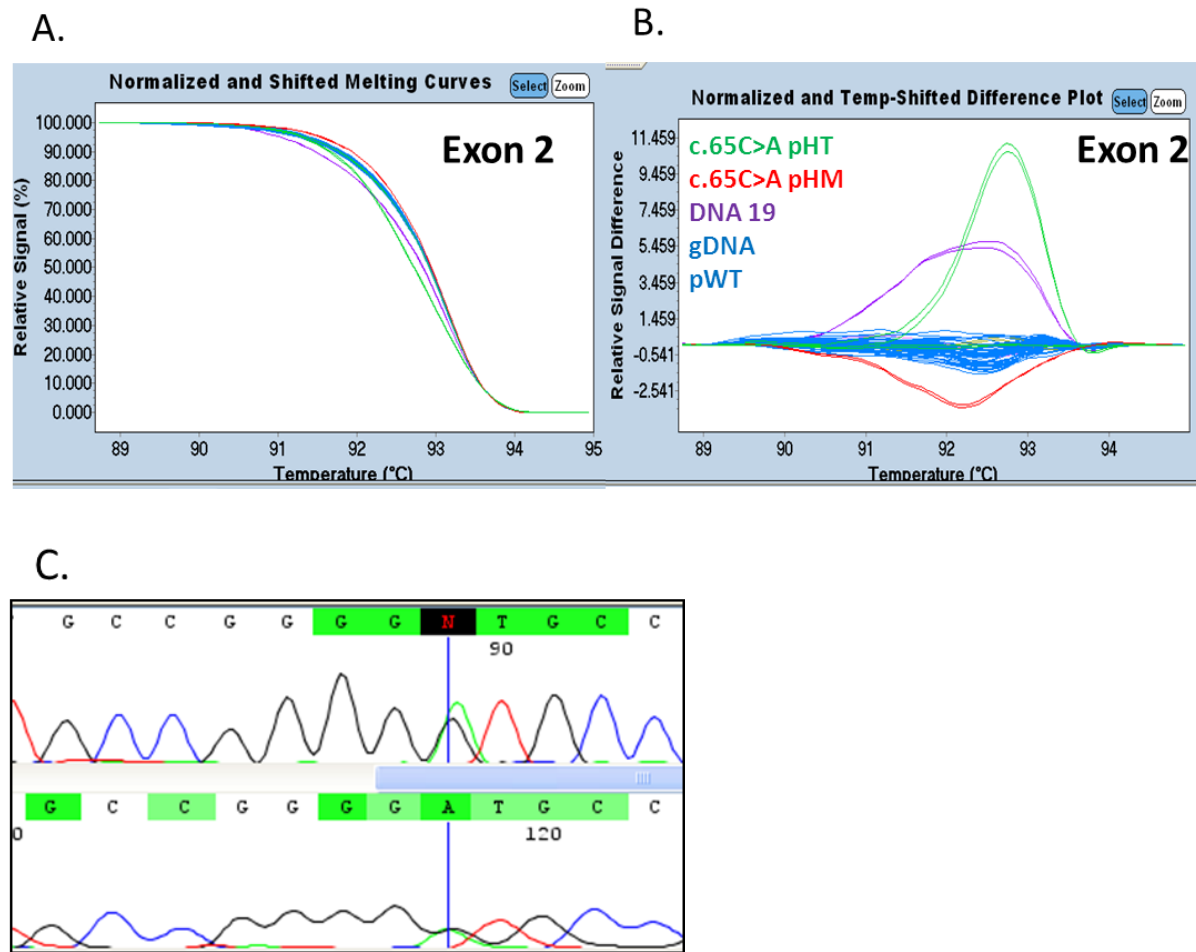 A.
B.
Normalized and Shifted Melting Curves
Select
Zoom
Exon 2
100.000
90.000
80.000
70.000
60.000
50.000
40.000
30.000
20.000
10.000
0.000
Relative Signal (%)
89 90 91 92 93 94 95
Temperature (°C)
Normalized and Temp-Shifted Difference Plot
Select
Zoom
Exon 2
c.65C>A pHT
c.65C>A pHM
DNA 19
gDNA
pWT
11.459
9.459
7.459
5.459
3.459
1.459
-0.541
-2.541
Relative Signal Difference
89 90 91 92 93 94
Temperature (°C)
C.
G C C G G G G N T G C C
90
G C C G G G G A T G C C
0 120